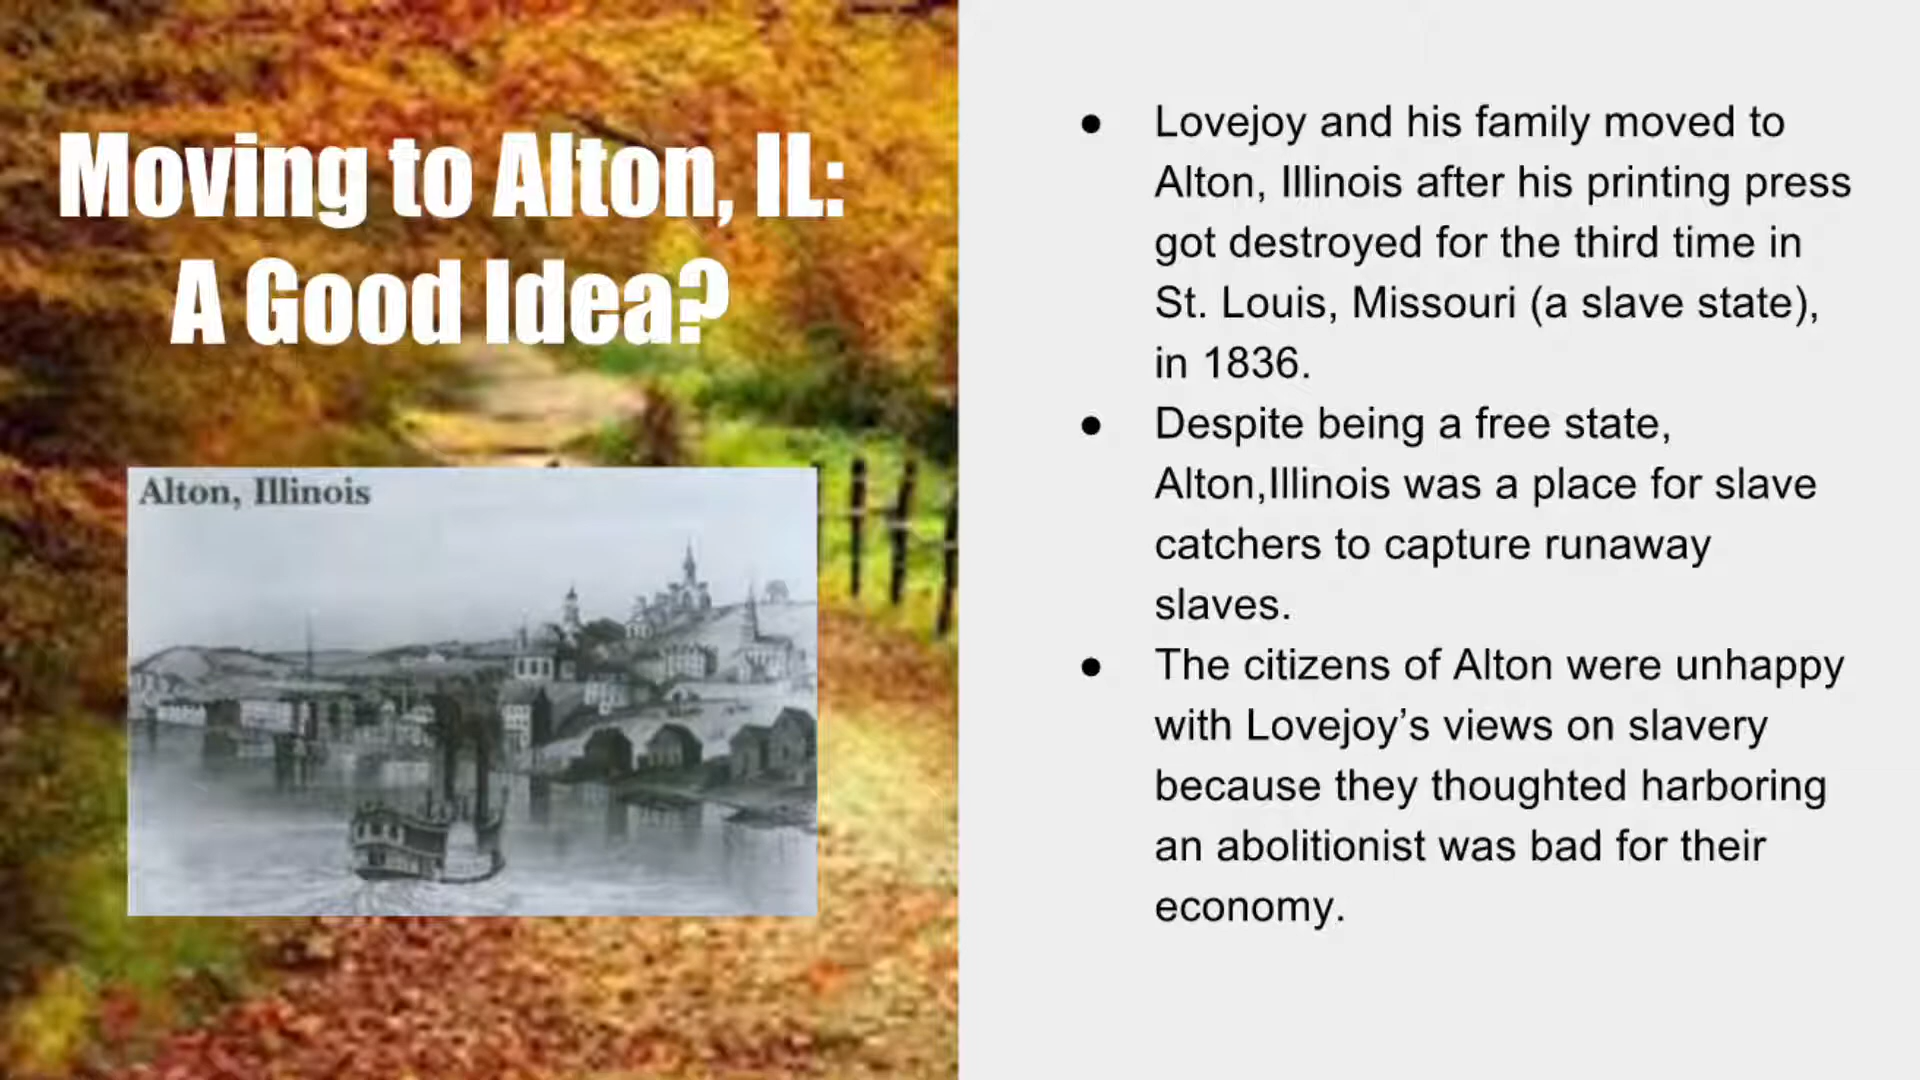 Moving to Alton, IL:
A Good Idea?
Alton, Illinois
● Lovejoy and his family moved to
Alton, Illinois after his printing press
got destroyed for the third time in
St. Louis, Missouri (a slave state),
in 1836.
● Despite being a free state,
Alton,Illinois was a place for slave
catchers to capture runaway
slaves.
● The citizens of Alton were unhappy
with Lovejoy’s views on slavery
because they thoughted harboring
an abolitionist was bad for their
economy.